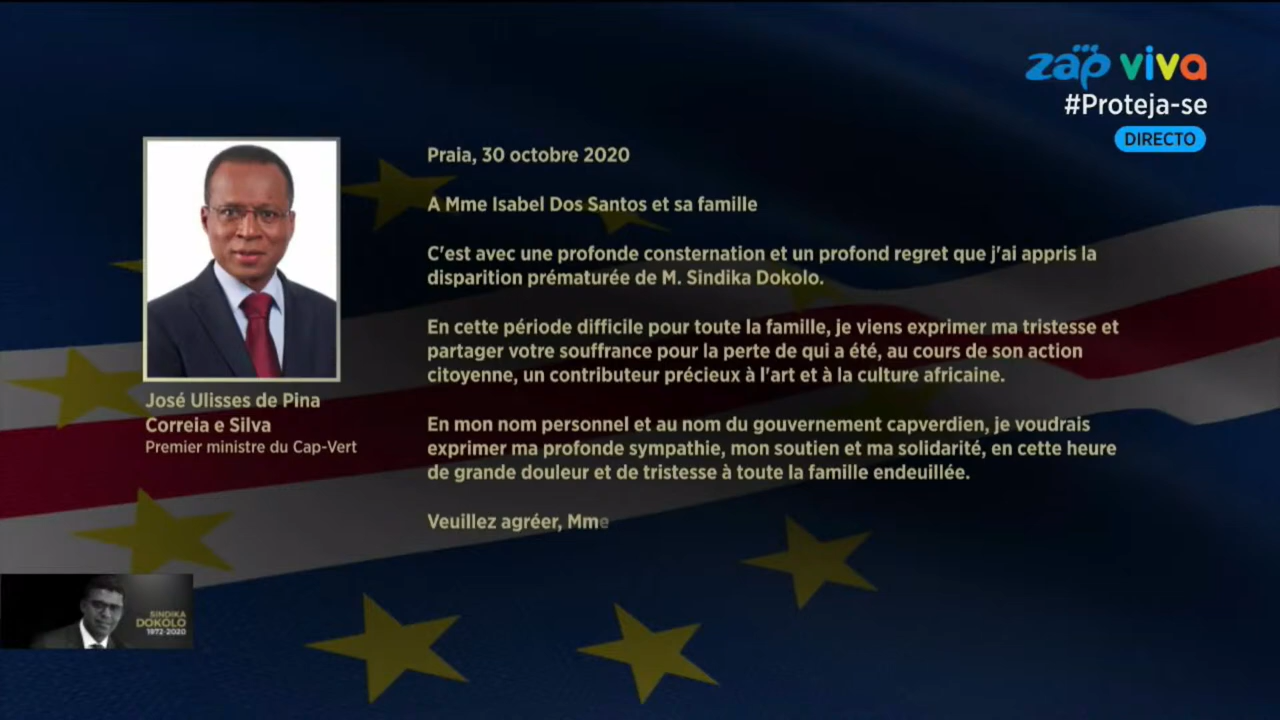 zap viva
#Proteja-se
DIRECTO
Praia, 30 octobre 2020
A Mme Isabel Dos Santos et sa famille
C'est avec une profonde consternation et un profond regret que j'ai appris la
disparition prématurée de M. Sindika Dokolo.
En cette période difficile pour toute la famille, je viens exprimer ma tristesse et
partager votre souffrance pour la perte de qui a été, au cours de son action
citoyenne, un contributeur précieux à l'art et à la culture africaine.
En mon nom personnel et au nom du gouvernement capverdien, je voudrais
exprimer ma profonde sympathie, mon soutien et ma solidarité, en cette heure
de grande douleur et de tristesse à toute la famille endeuillée.
Veuillez agréer, Mme
José Ulisses de Pina
Correia e Silva
Premier ministre du Cap-Vert
SINDIKA
DOKOLO
1972-2020